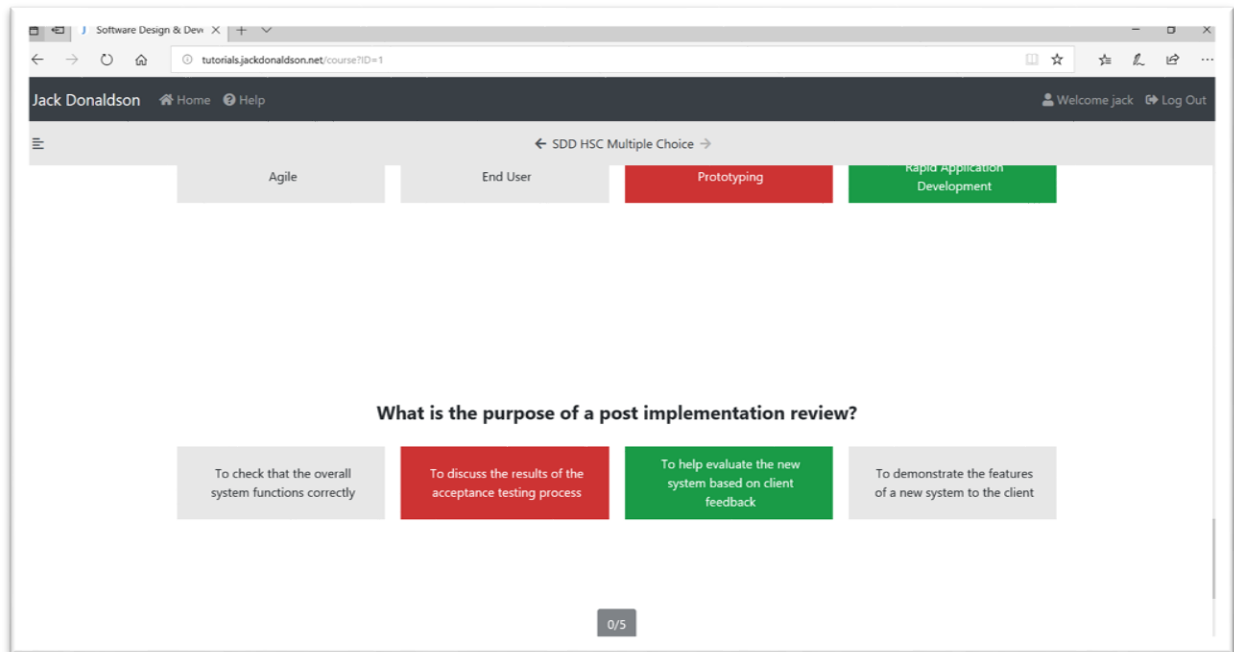 Software Design & Dev
tutorials.jackdonaldson.net/course?ID=1
Jack Donaldson Home Help Welcome jack Log Out
SDD HSC Multiple Choice
Agile
End User
Prototyping
Rapid Application
Development
What is the purpose of a post implementation review?
To check that the overall
system functions correctly
To discuss the results of the
acceptance testing process
To help evaluate the new
system based on client
feedback
To demonstrate the features
of a new system to the client
0/5